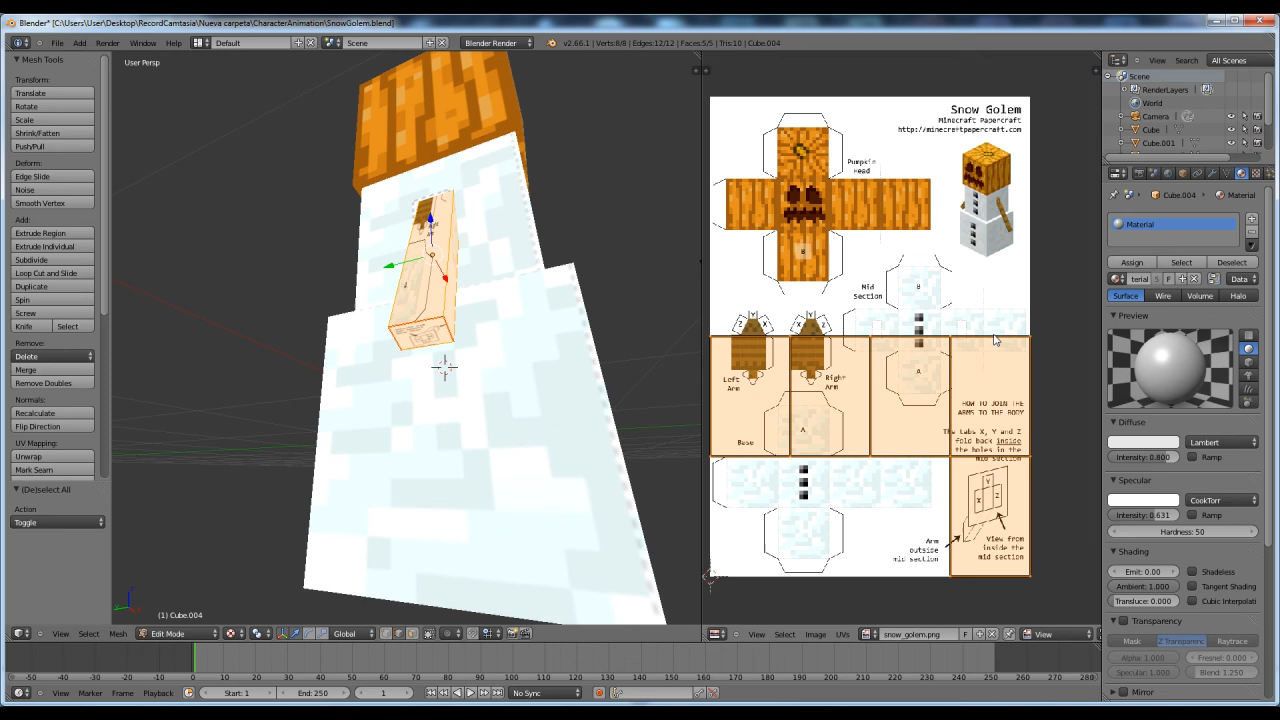 Blender* [C:\Users\User\Desktop\RecordCamtasia\Nueva carpeta\CharacterAnimation\SnowGolem.blend]
File Add Render Window Help Default Scene Blender Render v2.66.1 | Verts:8/8 | Edges:12/12 | Faces:5/5 | Tris:10 | Cube.004
Mesh Tools
Transform:
Translate
Rotate
Scale
Shrink/Fatten
Push/Pull
Deform:
Edge Slide
Noise
Smooth Vertex
Add:
Extrude Region
Extrude Individual
Subdivide
Loop Cut and Slide
Duplicate
Spin
Screw
Knife Select
Remove:
Delete
Merge
Remove Doubles
Normals:
Recalculate
Flip Direction
UV Mapping:
Unwrap
Mark Seam
(De)select All
Action
Toggle
User Persp
(1) Cube.004
View Select Mesh Edit Mode Global
Snow Golem
Minecraft Papercraft
http://minecraftpapercraft.com
Pumpkin
Head
B
Mid
Section
B
Z Y X X Y Z
Left
Arm
Right
Arm
A
Base
A
HOW TO JOIN THE
ARMS TO THE BODY
The tabs X, Y and Z
fold back inside
the holes in the
mid section
Y
X Z
Arm
outside
mid section
View from
inside the
mid section
View Select Image UVs snow_golem.png F View
View Search All Scenes
Scene
RenderLayers
World
Camera
Cube
Cube.001
Cube.004 Material
Material
Assign Select Deselect
terial 5 F Data
Surface Wire Volume Halo
Preview
Diffuse
Lambert
Intensity: 0.800 Ramp
Specular
CookTorr
Intensity: 0.631 Ramp
Hardness: 50
Shading
Emit: 0.00 Shadeless
Ambient: 1.000 Tangent Shading
Transluce: 0.000 Cubic Interpolati
Transparency
Mask Z Transparenc Raytrace
Alpha: 1.000 Fresnel: 0.000
Specular: 1.000 Blend: 1.250
Mirror
-50 -40 -30 -20 -10 0 10 20 30 40 50 60 70 80 90 100 110 120 130 140 150 160 170 180 190 200 210 220 230 240 250 260 270 280
View Marker Frame Playback Start: 1 End: 250 1 No Sync